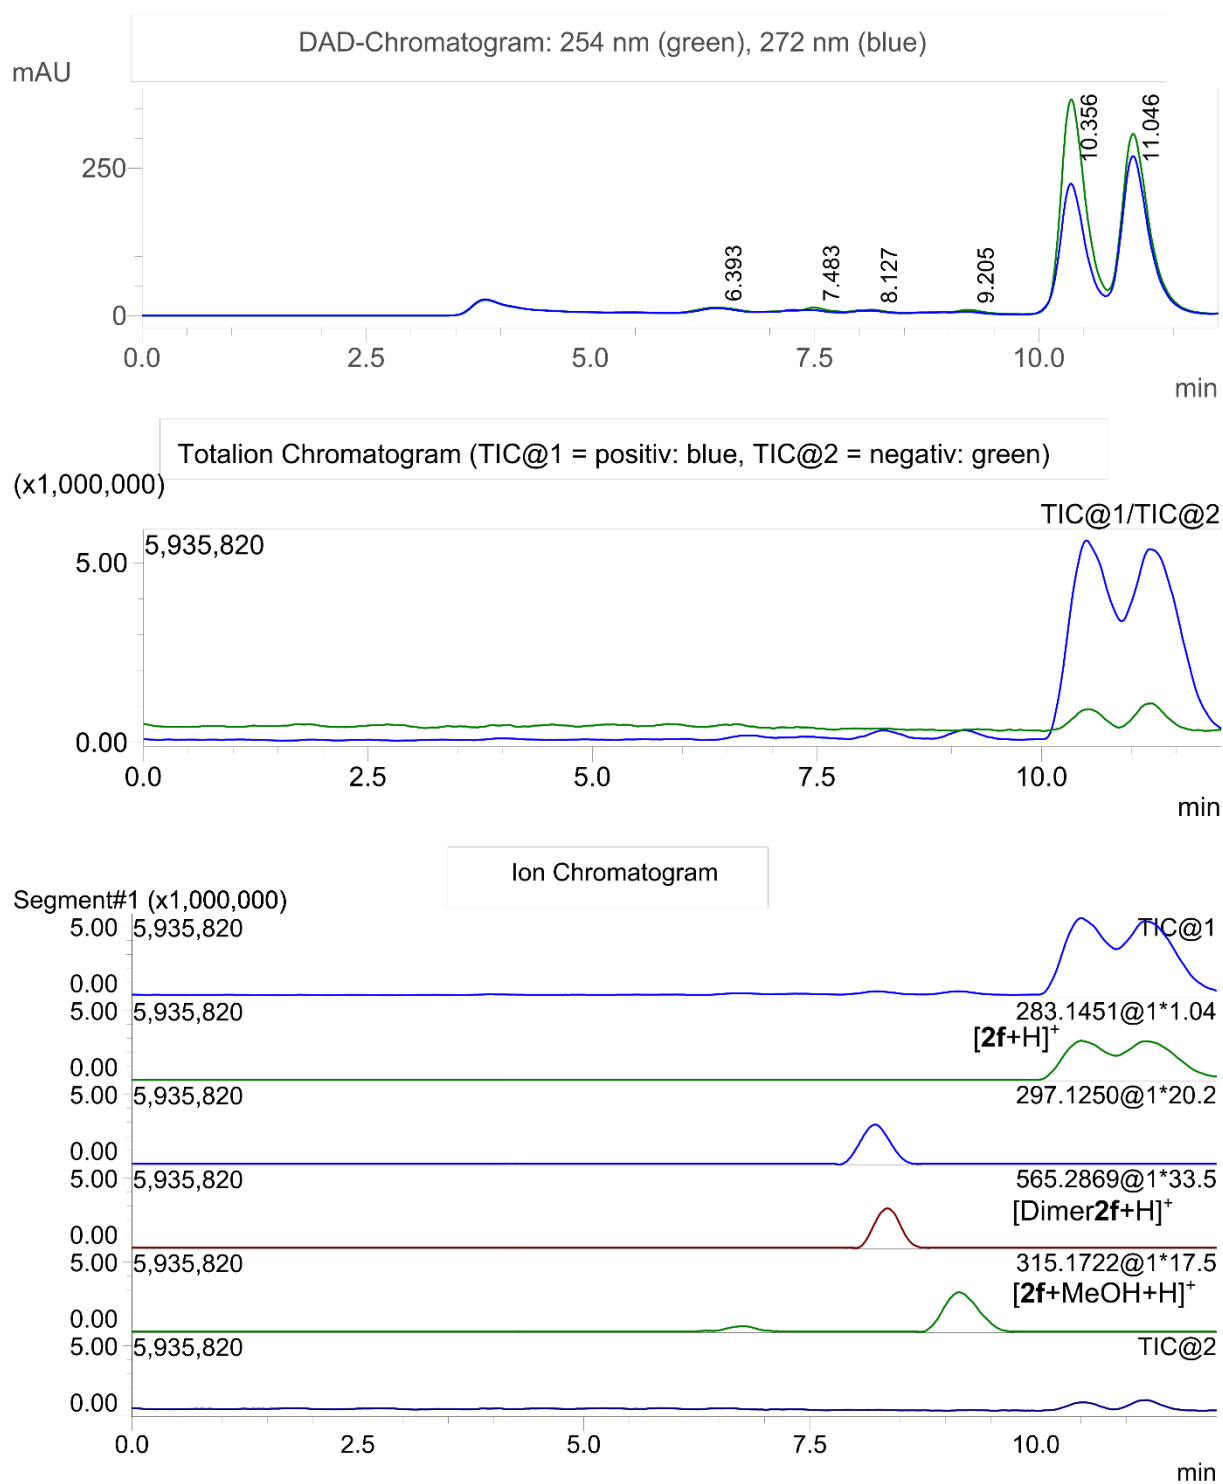 DAD-Chromatogram: 254 nm (green), 272 nm (blue)
mAU
10.356
11.046
250
6.393
7.483
8.127
9.205
0
0.0 2.5 5.0 7.5 10.0
min
Totalion Chromatogram (TIC@1 = positiv: blue, TIC@2 = negativ: green)
(x1,000,000)
TIC@1/TIC@2
5,935,820
5.00
0.00
0.0 2.5 5.0 7.5 10.0
min
Ion Chromatogram
Segment#1 (x1,000,000)
5.00 5,935,820 TIC@1
0.00
5.00 5,935,820 283.1451@1*1.04
[2f+H]+
0.00
5.00 5,935,820 297.1250@1*20.2
0.00
5.00 5,935,820 565.2869@1*33.5
[Dimer2f+H]+
0.00
5.00 5,935,820 315.1722@1*17.5
[2f+MeOH+H]+
0.00
5.00 5,935,820 TIC@2
0.00
0.0 2.5 5.0 7.5 10.0
min